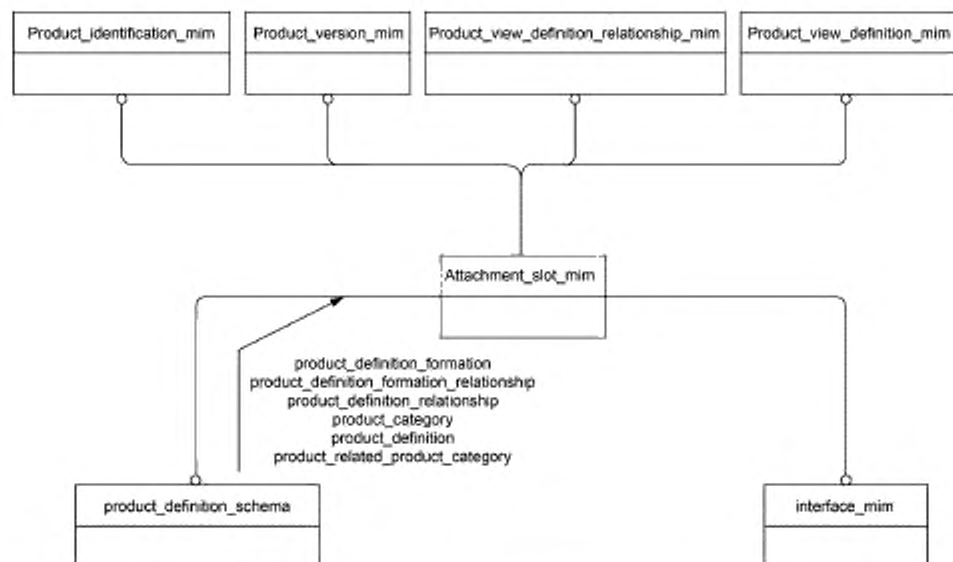 Product_identification_mim
Product_version_mim
Product_view_definition_relationship_mim
Product_view_definition_mim
Attachment_slot_mim
product_definition_formation
product_definition_formation_relationship
product_definition_relationship
product_category
product_definition
product_related_product_category
product_definition_schema
interface_mim